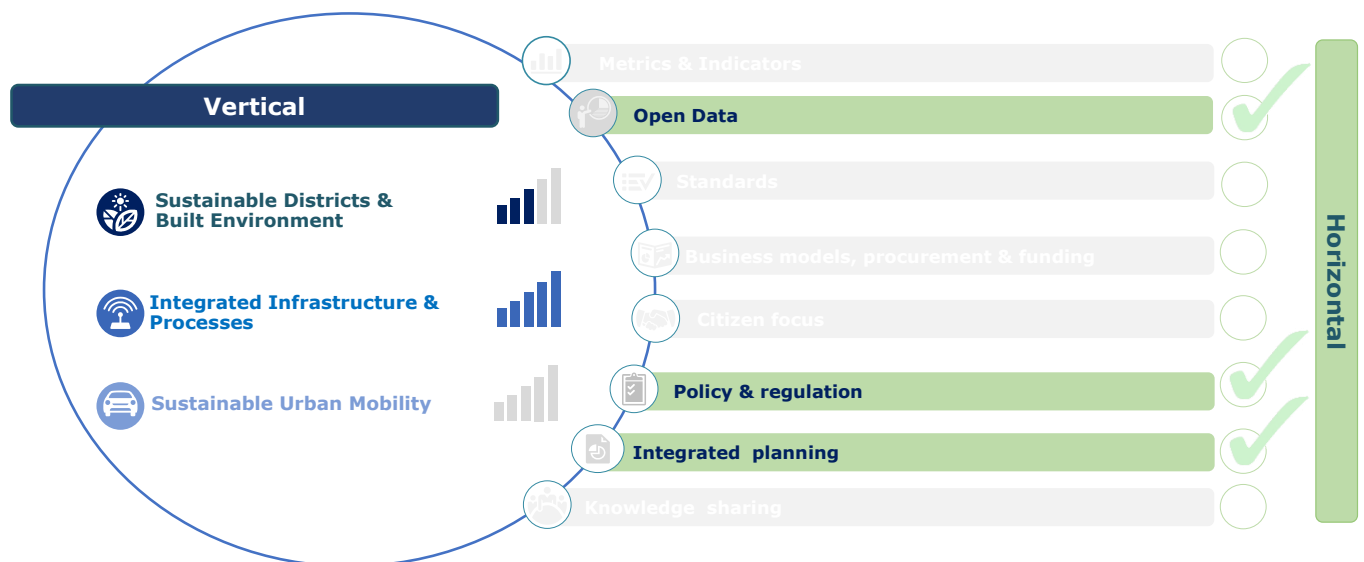 Vertical
Sustainable Districts &
Built Environment
Integrated Infrastructure &
Processes
Sustainable Urban Mobility
Metrics & Indicators
Open Data
Standards
Business models, procurement & funding
Citizen focus
Policy & regulation
Integrated planning
Knowledge sharing
Horizontal